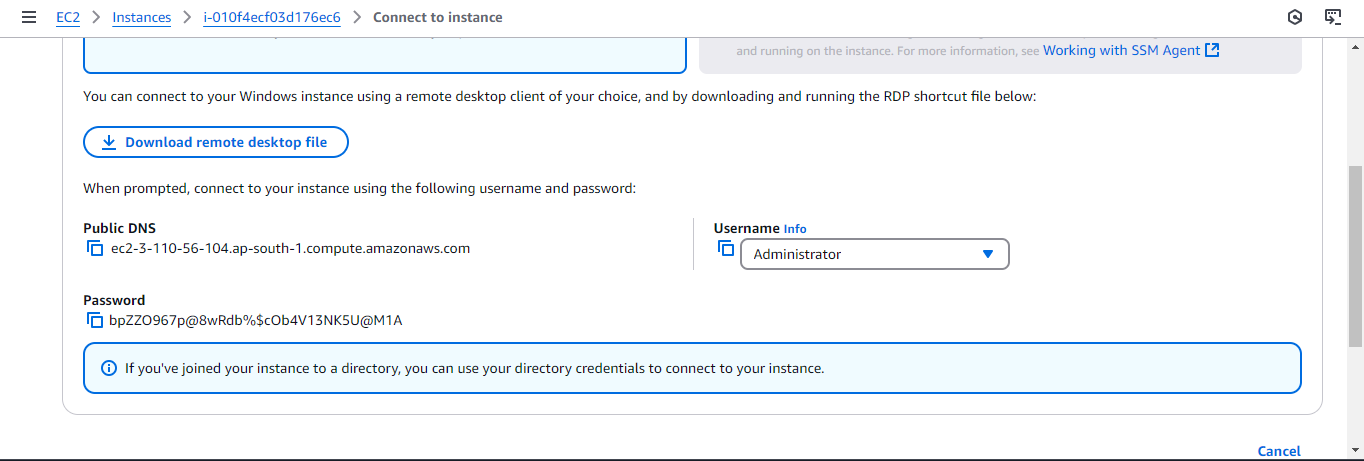 EC2 > Instances > i-010f4ecf03d176ec6 > Connect to instance
and running on the instance. For more information, see Working with SSM Agent
You can connect to your Windows instance using a remote desktop client of your choice, and by downloading and running the RDP shortcut file below:
Download remote desktop file
When prompted, connect to your instance using the following username and password:
Public DNS
ec2-3-110-56-104.ap-south-1.compute.amazonaws.com
Username Info
Administrator
Password
bpZZO967p@8wRdb%$cOb4V13NK5U@M1A
If you've joined your instance to a directory, you can use your directory credentials to connect to your instance.
Cancel